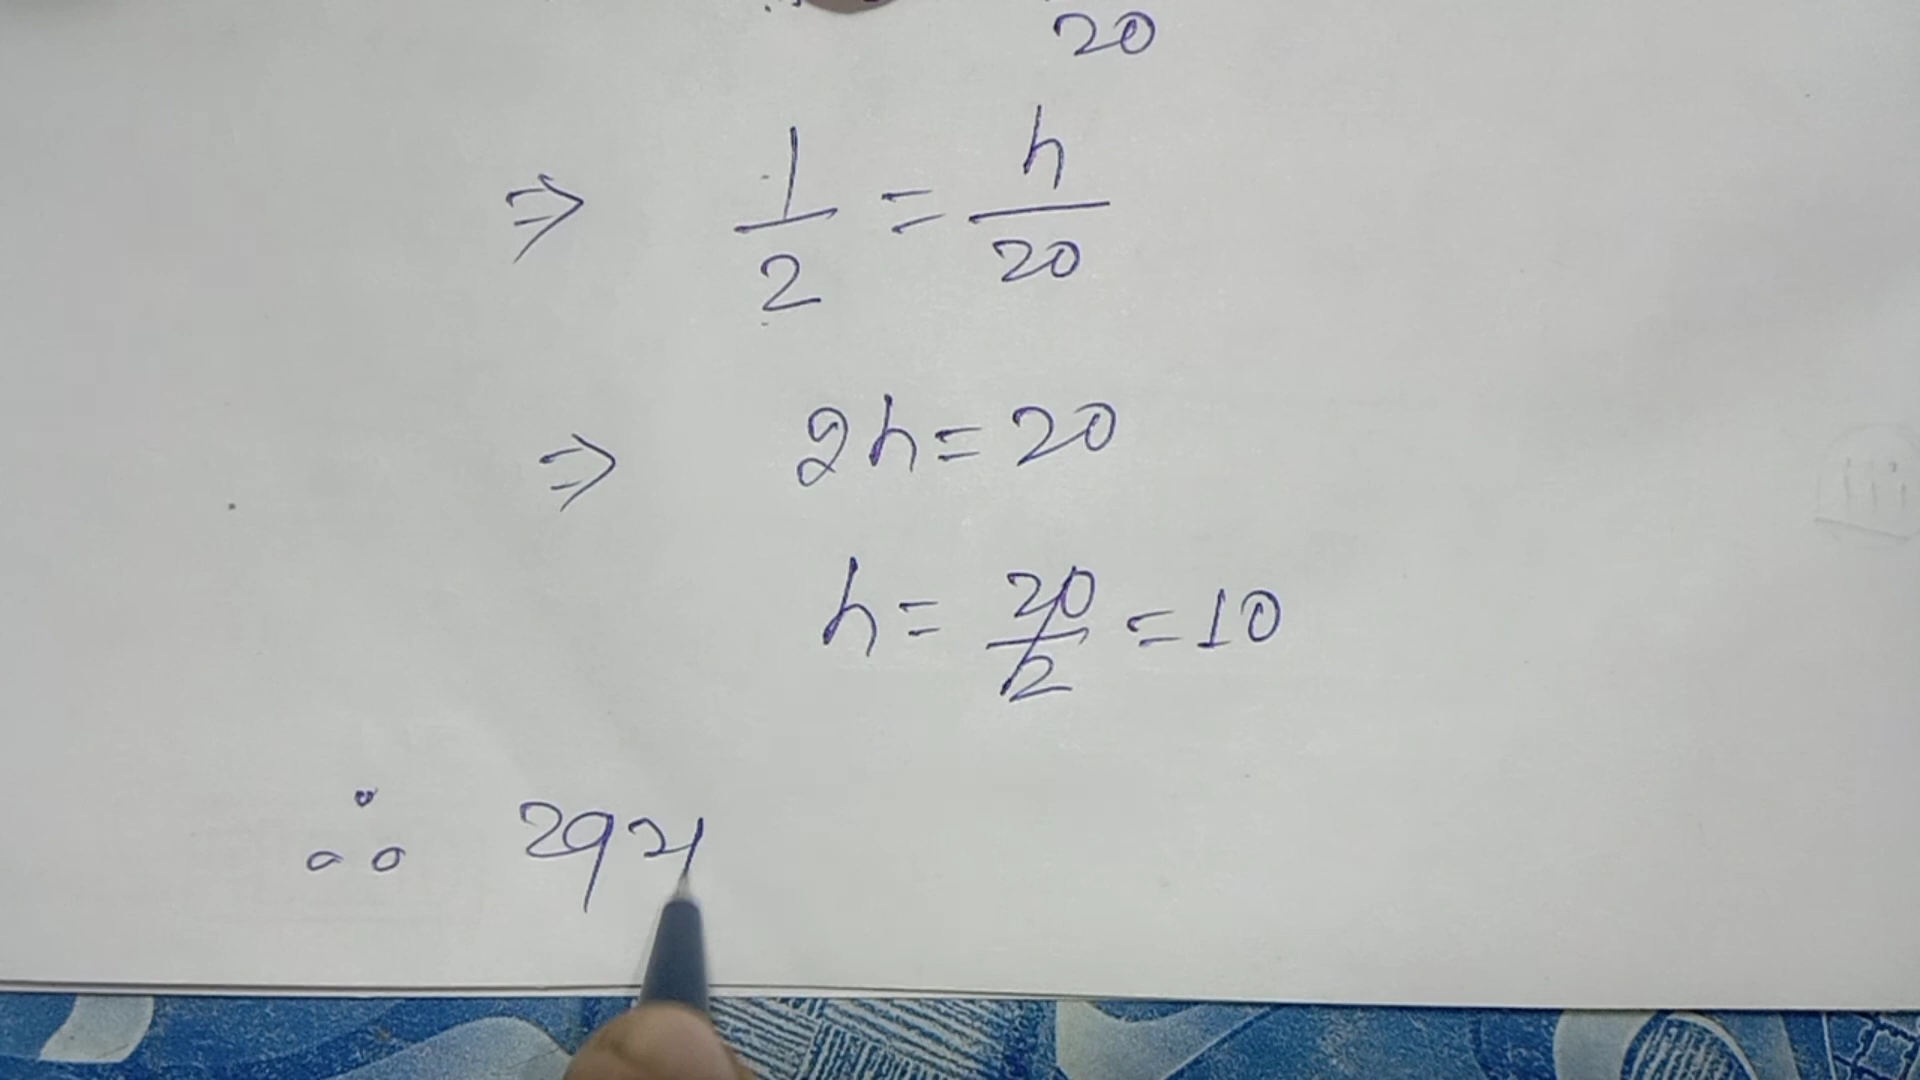 20
⇒ 1/2 = h/20
⇒ 2h = 20
h = 20/2 = 10
∴